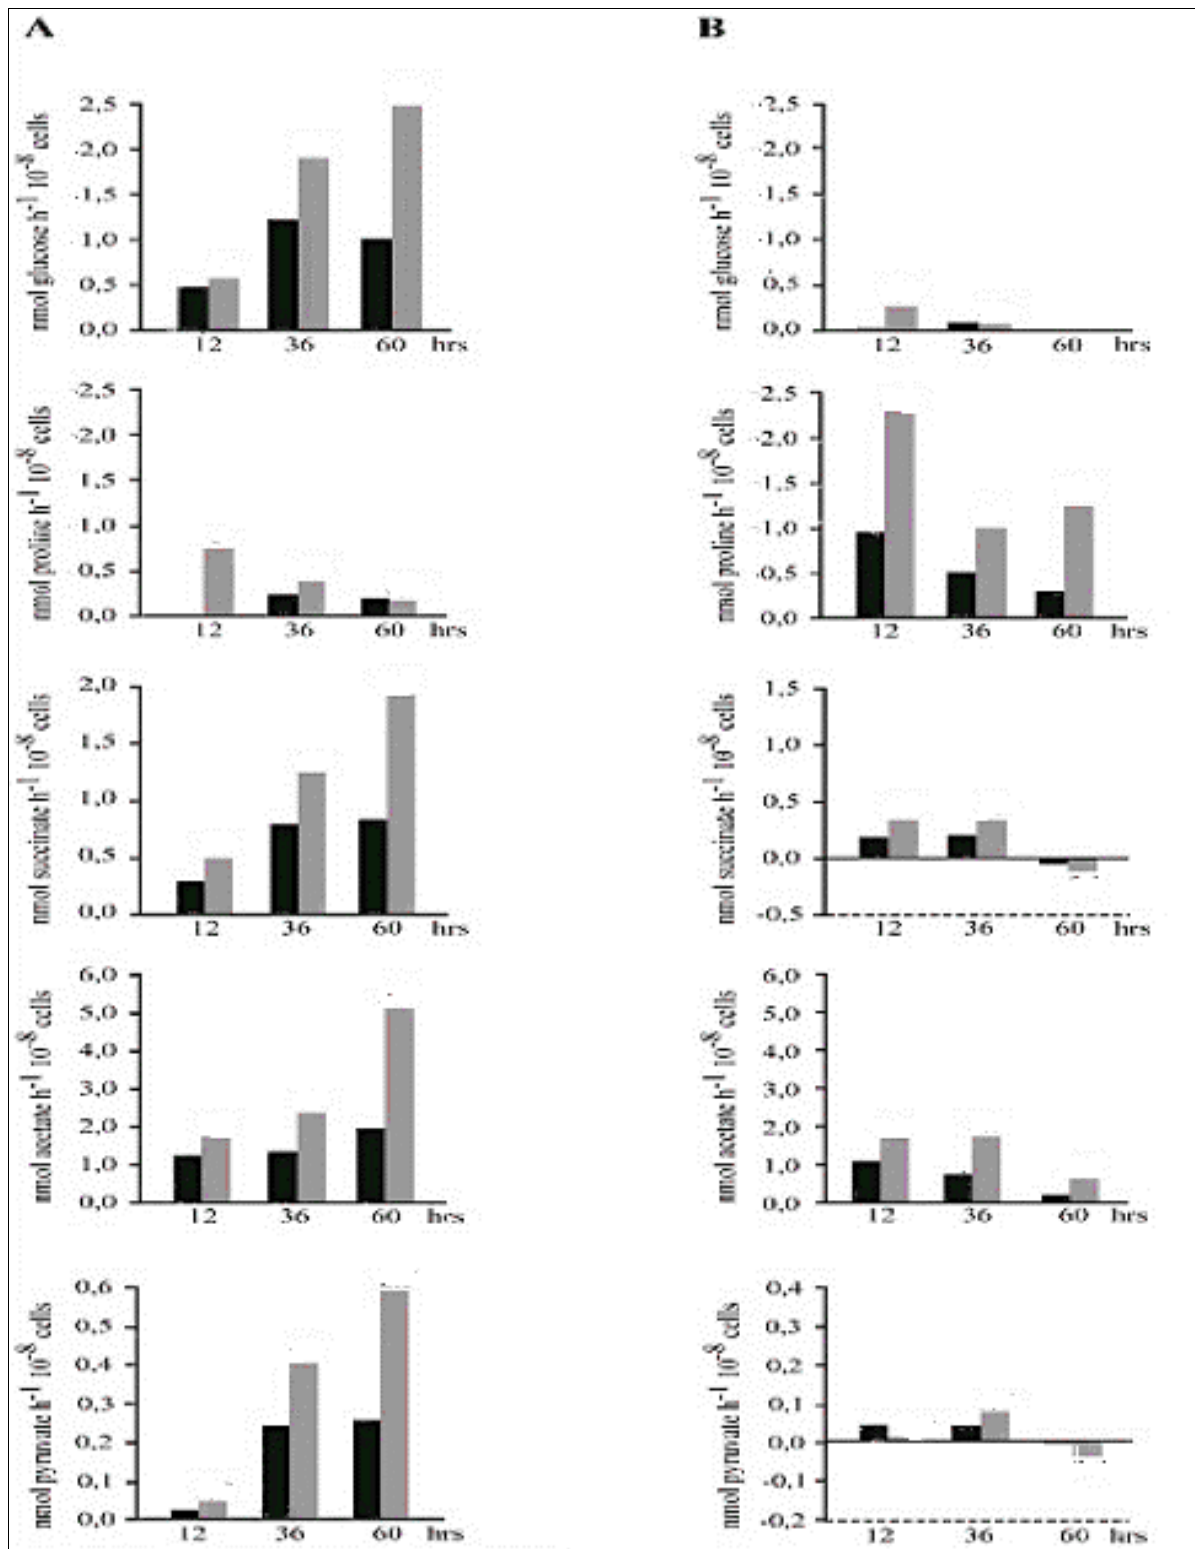 A
nmol glucose h-1 10-8 cells
-2,5
-2,0
-1,5
-1,0
-0,5
0,0
12 36 60 hrs
nmol proline h-1 10-8 cells
-2,5
-2,0
-1,5
-1,0
-0,5
0,0
12 36 60 hrs
nmol succinate h-1 10-8 cells
2,0
1,5
1,0
0,5
0,0
12 36 60 hrs
nmol acetate h-1 10-8 cells
6,0
5,0
4,0
3,0
2,0
1,0
0,0
12 36 60 hrs
nmol pyruvate h-1 10-8 cells
0,6
0,5
0,4
0,3
0,2
0,1
0,0
12 36 60 hrs
B
nmol glucose h-1 10-8 cells
-2,5
-2,0
-1,5
-1,0
-0,5
0,0
12 36 60 hrs
nmol proline h-1 10-8 cells
-2,5
-2,0
-1,5
-1,0
-0,5
0,0
12 36 60 hrs
nmol succinate h-1 10-8 cells
1,5
1,0
0,5
0,0
-0,5
12 36 60 hrs
nmol acetate h-1 10-8 cells
6,0
5,0
4,0
3,0
2,0
1,0
0,0
12 36 60 hrs
nmol pyruvate h-1 10-8 cells
0,4
0,3
0,2
0,1
0,0
-0,1
-0,2
12 36 60 hrs